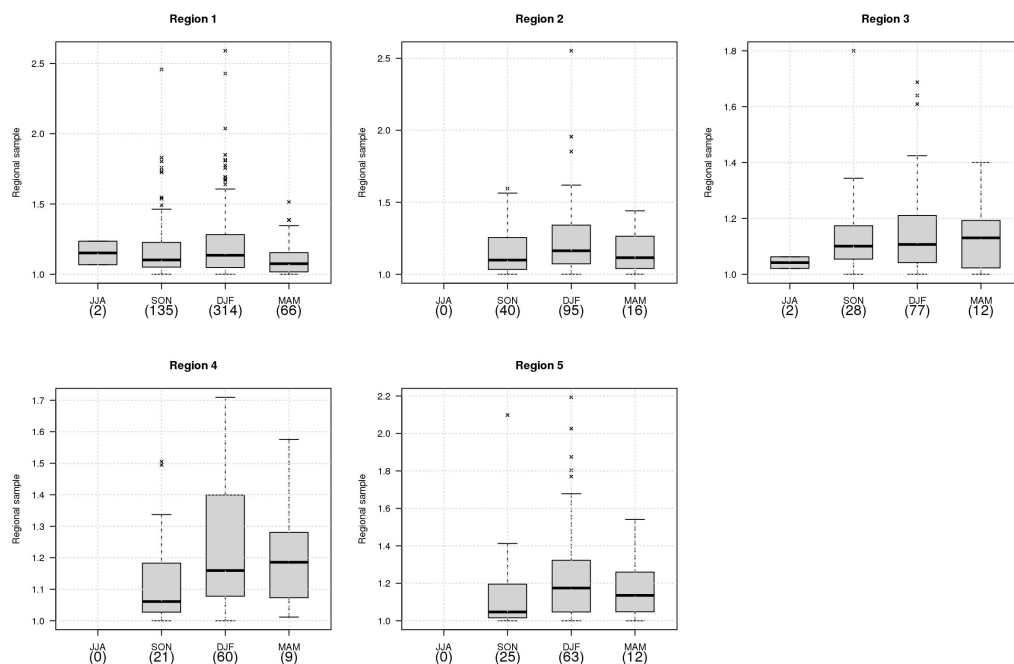 Region 1
Regional sample
2.5
2.0
1.5
1.0
JJA SON DJF MAM
(2) (135) (314) (66)
Region 2
Regional sample
2.5
2.0
1.5
1.0
JJA SON DJF MAM
(0) (40) (95) (16)
Region 3
Regional sample
1.8
1.6
1.4
1.2
1.0
JJA SON DJF MAM
(2) (28) (77) (12)
Region 4
Regional sample
1.7
1.6
1.5
1.4
1.3
1.2
1.1
1.0
JJA SON DJF MAM
(0) (21) (60) (9)
Region 5
Regional sample
2.2
2.0
1.8
1.6
1.4
1.2
1.0
JJA SON DJF MAM
(0) (25) (63) (12)